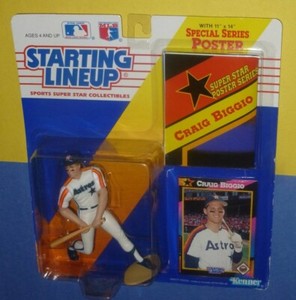 AGES 4 AND UP
STARTING
LINEUP
SPORTS SUPER STAR COLLECTIBLES
WITH 11" x 14"
SPECIAL SERIES
POSTER
SUPER STAR
POSTER SERIES
CRAIG BIGGIO
Astros
CRAIG BIGGIO
Astros
Kenner